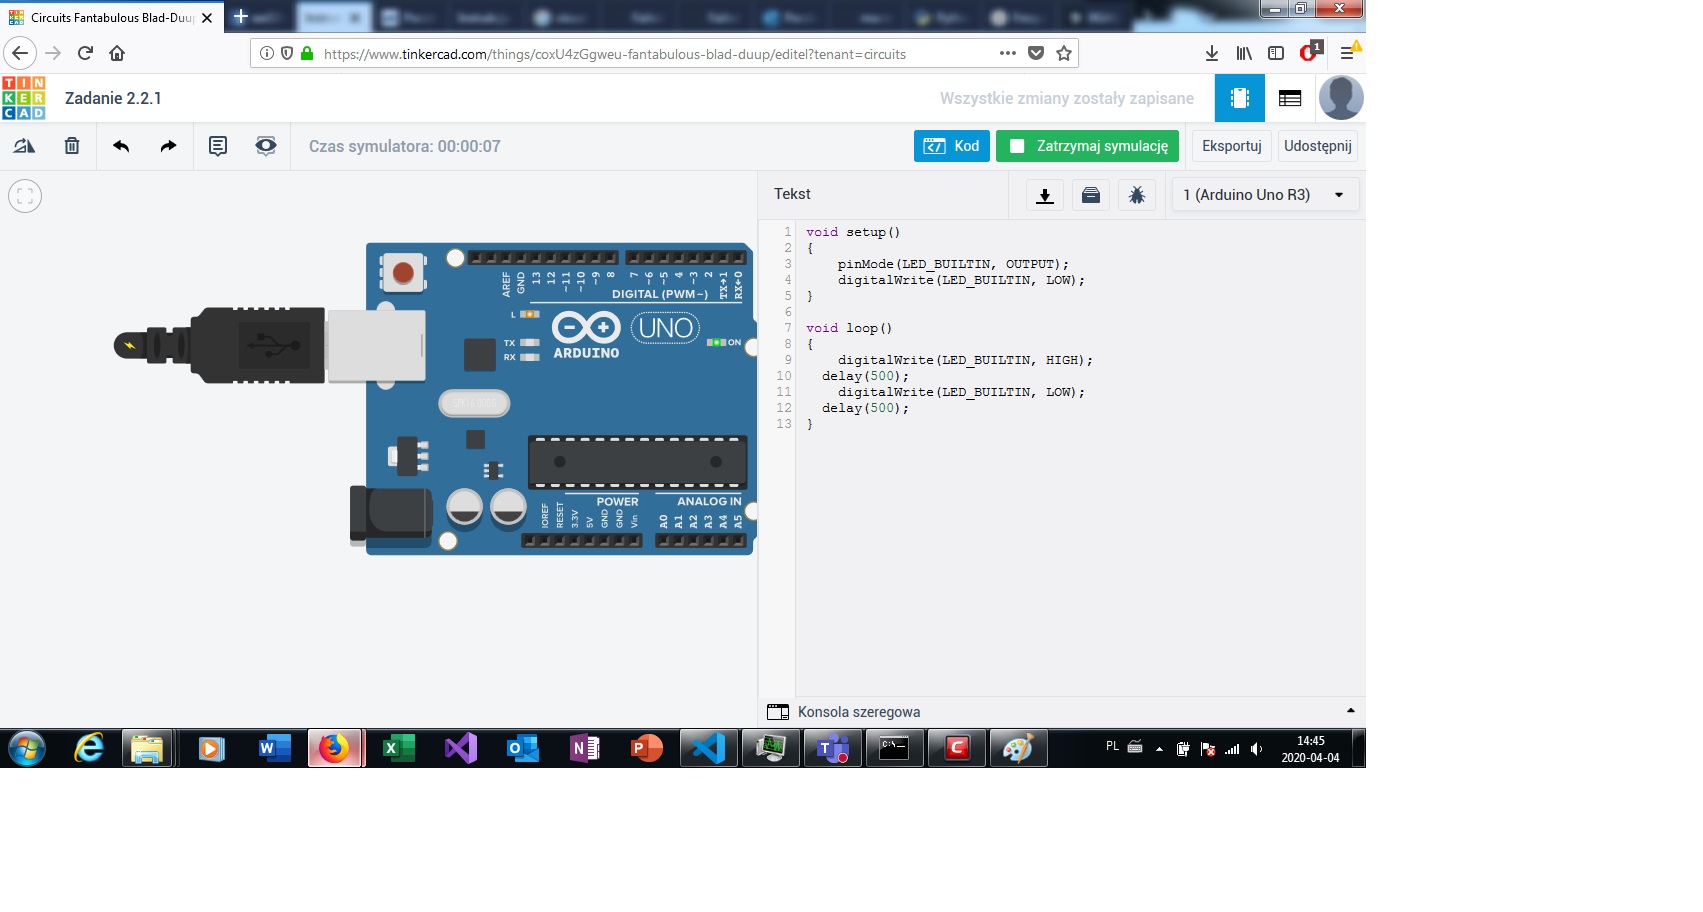 Circuits Fantabulous Blad-Duu
https://www.tinkercad.com/things/coxU4zGgweu-fantabulous-blad-duup/editel?tenant=circuits
1
TIN
KER
CAD
Zadanie 2.2.1
Wszystkie zmiany zostały zapisane
Czas symulatora: 00:00:07
Kod
Zatrzymaj symulację
Eksportuj
Udostępnij
Tekst
1 (Arduino Uno R3)
1 void setup()
2 {
3 pinMode(LED_BUILTIN, OUTPUT);
4 digitalWrite(LED_BUILTIN, LOW);
5 }
6
7 void loop()
8 {
9 digitalWrite(LED_BUILTIN, HIGH);
10 delay(500);
11 digitalWrite(LED_BUILTIN, LOW);
12 delay(500);
13 }
AREF
GND
13
12
~11
~10
~9
8
7
~6
~5
4
~3
2
TX→1
RX←0
DIGITAL (PWM~)
L
TX
RX
ARDUINO
UNO
ON
POWER
ANALOG IN
IOREF
RESET
3.3V
5V
GND
GND
Vin
A0
A1
A2
A3
A4
A5
Konsola szeregowa
PL
14:45
2020-04-04